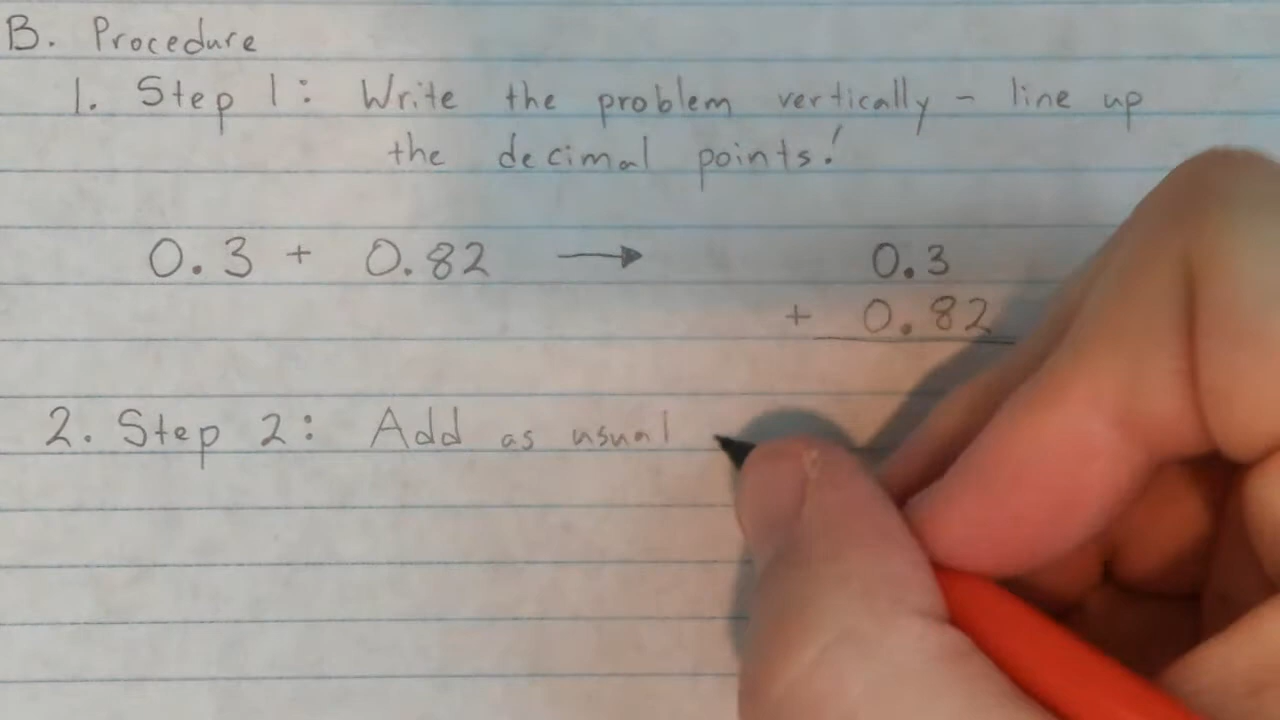 B. Procedure
1. Step 1: Write the problem vertically - line up
the decimal points!
0.3 + 0.82 → 0.3
+ 0.82
2. Step 2: Add as usual